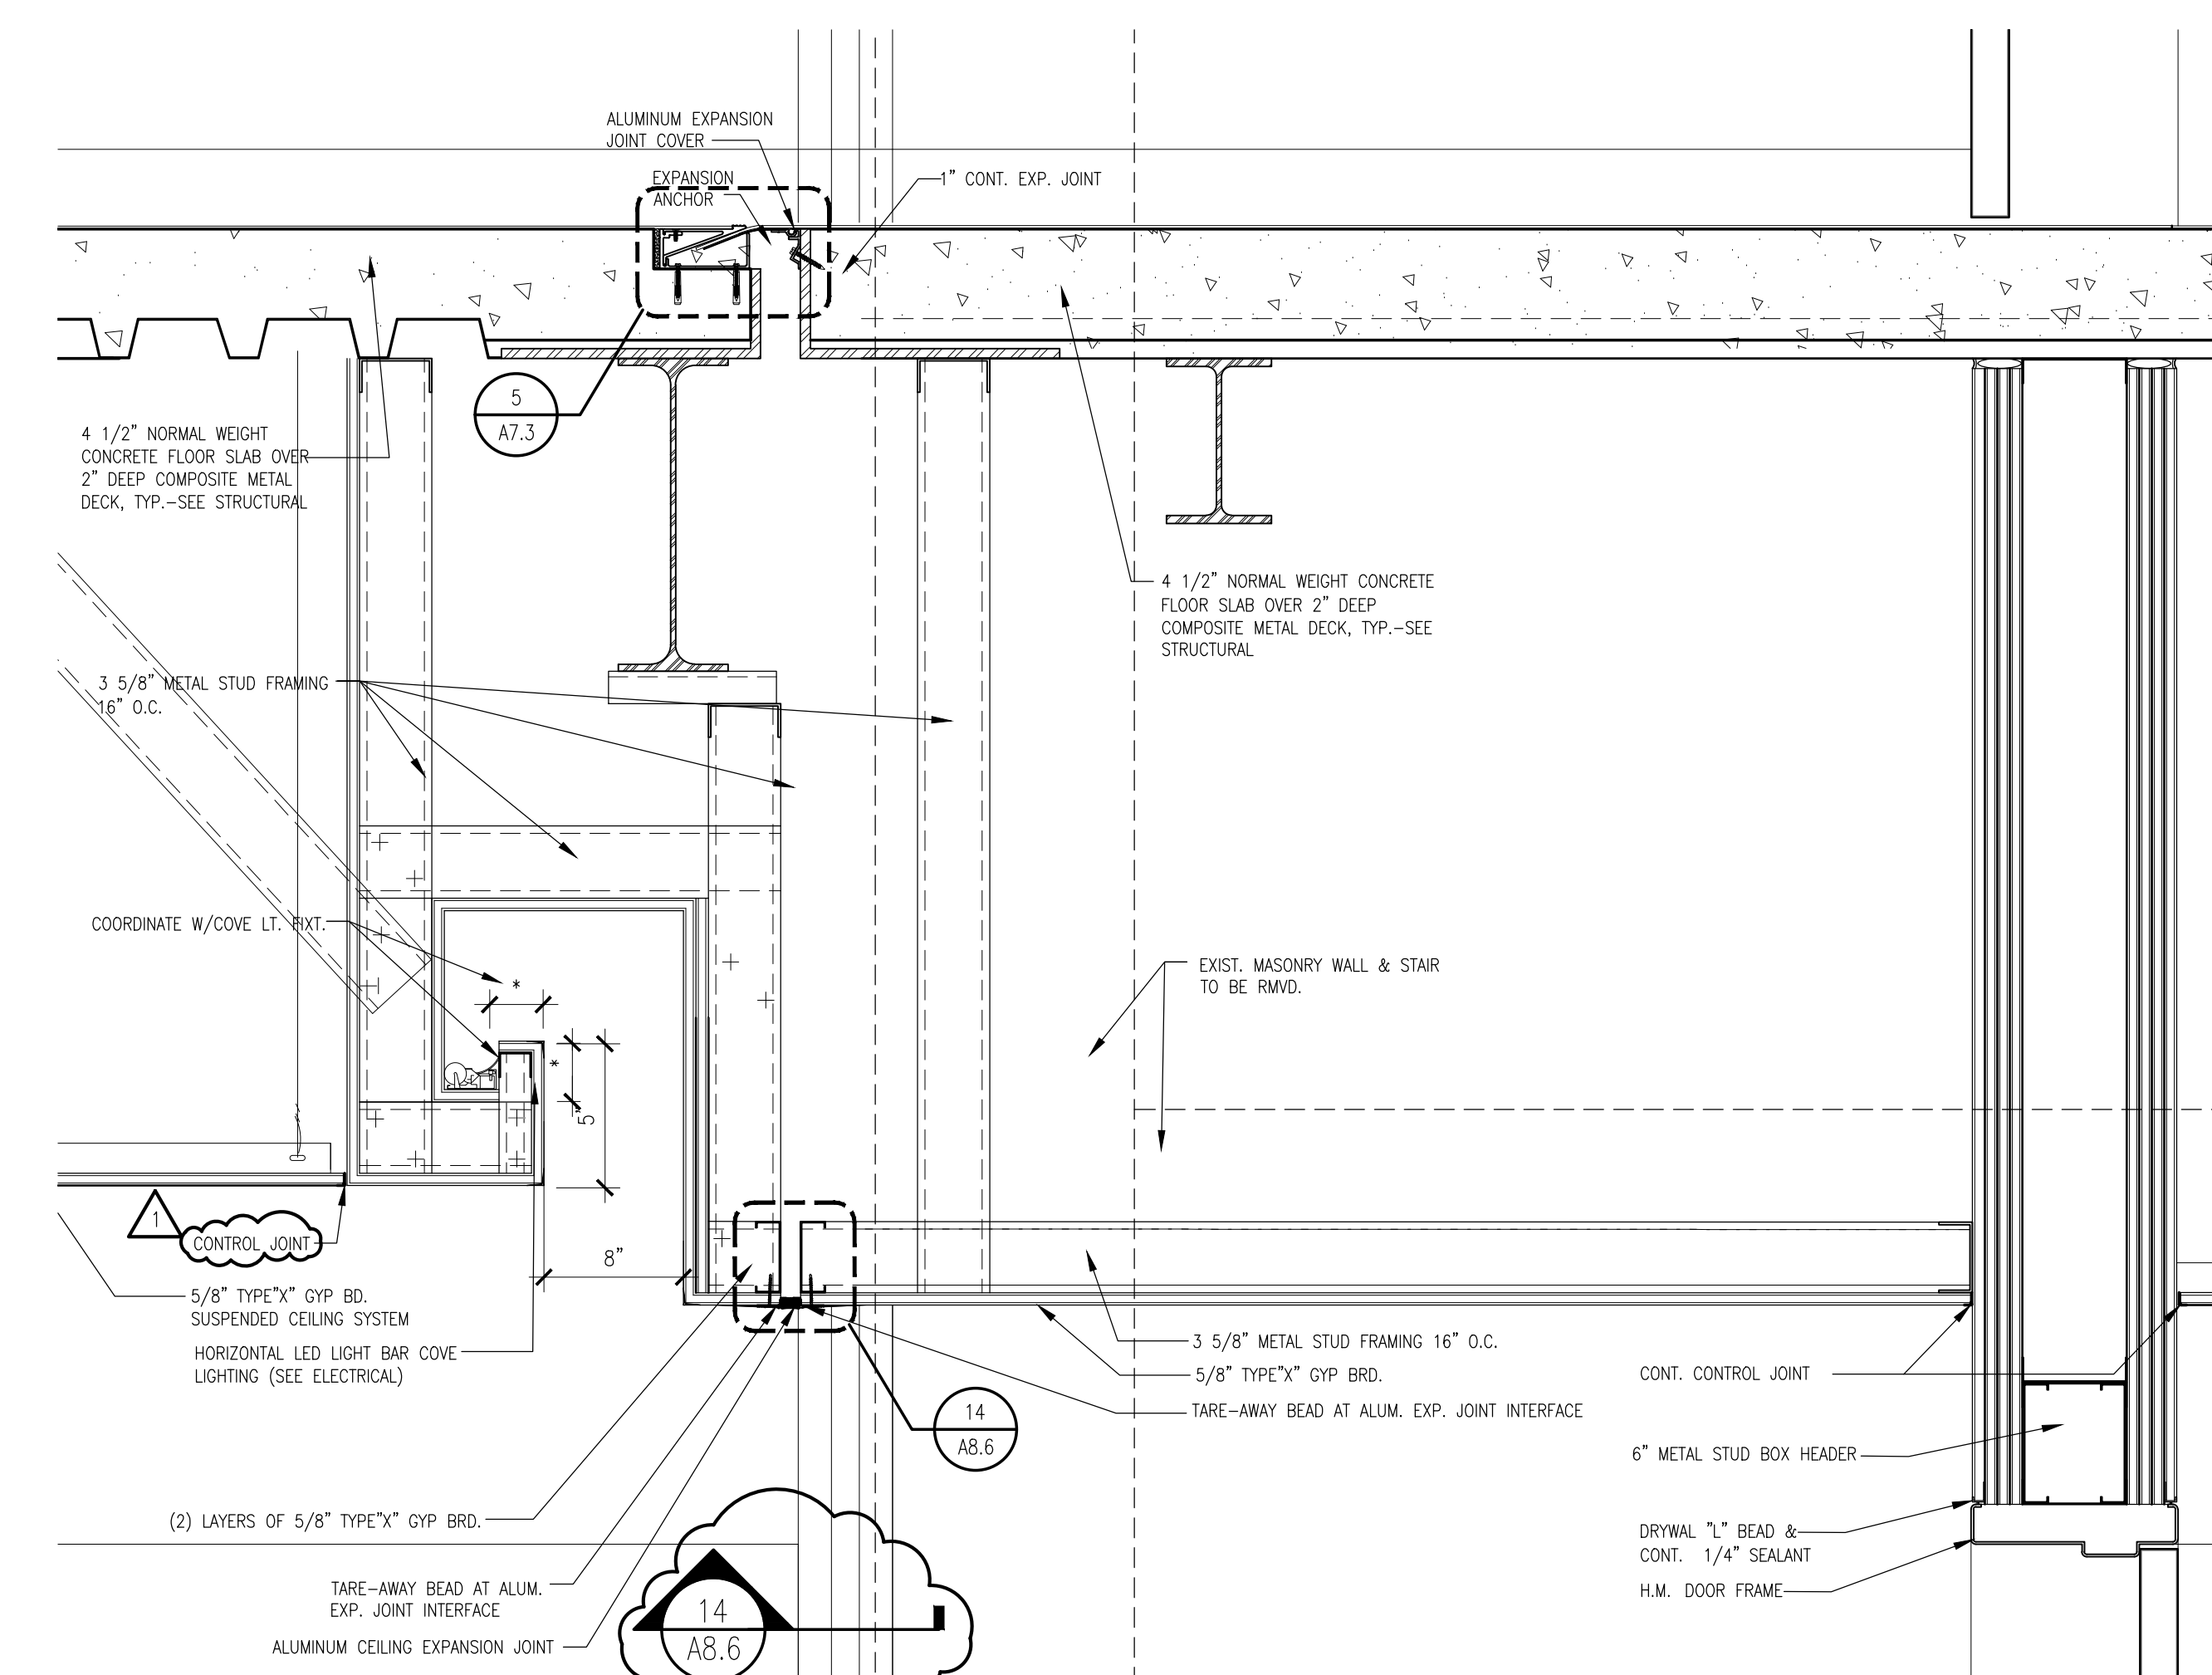 ALUMINUM EXPANSION
JOINT COVER
EXPANSION
ANCHOR
1" CONT. EXP. JOINT
5
A7.3
4 1/2" NORMAL WEIGHT
CONCRETE FLOOR SLAB OVER
2" DEEP COMPOSITE METAL
DECK, TYP.-SEE STRUCTURAL
4 1/2" NORMAL WEIGHT CONCRETE
FLOOR SLAB OVER 2" DEEP
COMPOSITE METAL DECK, TYP.-SEE
STRUCTURAL
3 5/8" METAL STUD FRAMING
16" O.C.
COORDINATE W/COVE LT. FIXT.
*
*
5"
EXIST. MASONRY WALL & STAIR
TO BE RMVD.
1
CONTROL JOINT
8"
5/8" TYPE"X" GYP BD.
SUSPENDED CEILING SYSTEM
HORIZONTAL LED LIGHT BAR COVE
LIGHTING (SEE ELECTRICAL)
3 5/8" METAL STUD FRAMING 16" O.C.
5/8" TYPE"X" GYP BRD.
TARE-AWAY BEAD AT ALUM. EXP. JOINT INTERFACE
14
A8.6
CONT. CONTROL JOINT
6" METAL STUD BOX HEADER
(2) LAYERS OF 5/8" TYPE"X" GYP BRD.
DRYWAL "L" BEAD &
CONT. 1/4" SEALANT
H.M. DOOR FRAME
TARE-AWAY BEAD AT ALUM.
EXP. JOINT INTERFACE
ALUMINUM CEILING EXPANSION JOINT
14
A8.6